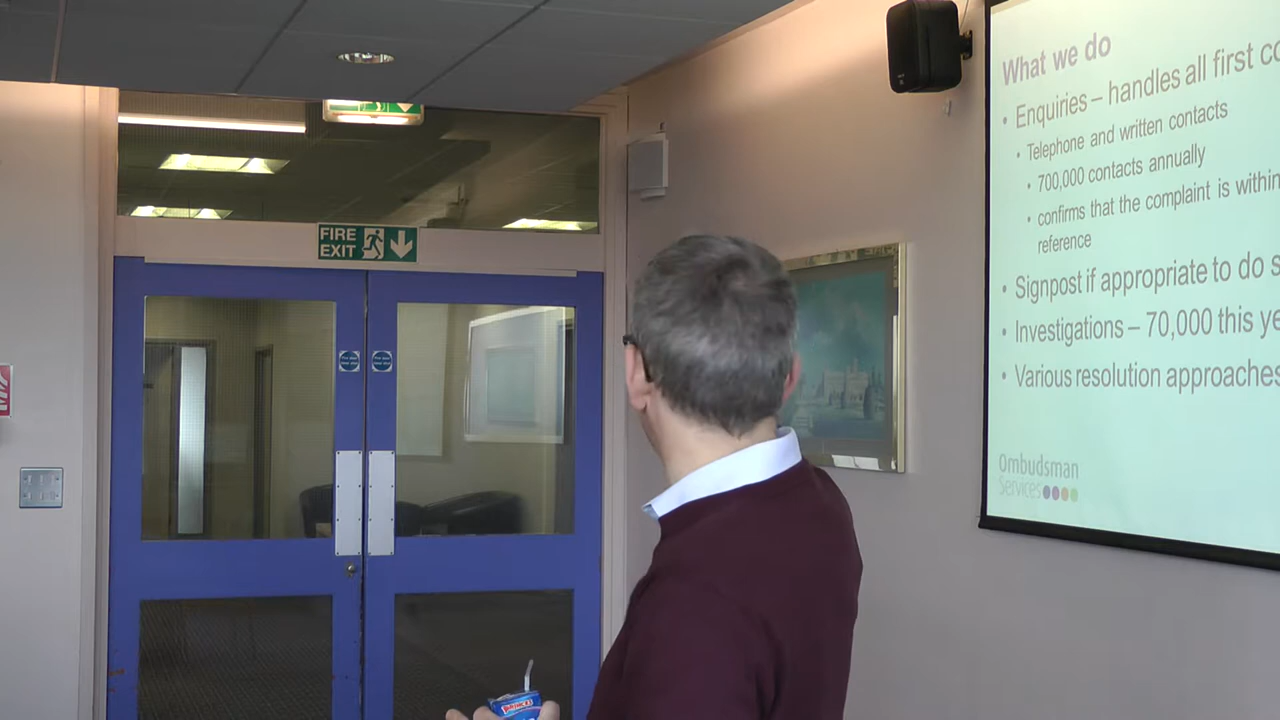 What we do
• Enquiries – handles all first co
• Telephone and written contacts
• 700,000 contacts annually
• confirms that the complaint is within
reference
• Signpost if appropriate to do s
• Investigations – 70,000 this ye
• Various resolution approaches
Ombudsman
Services
FIRE
EXIT
PRINCES